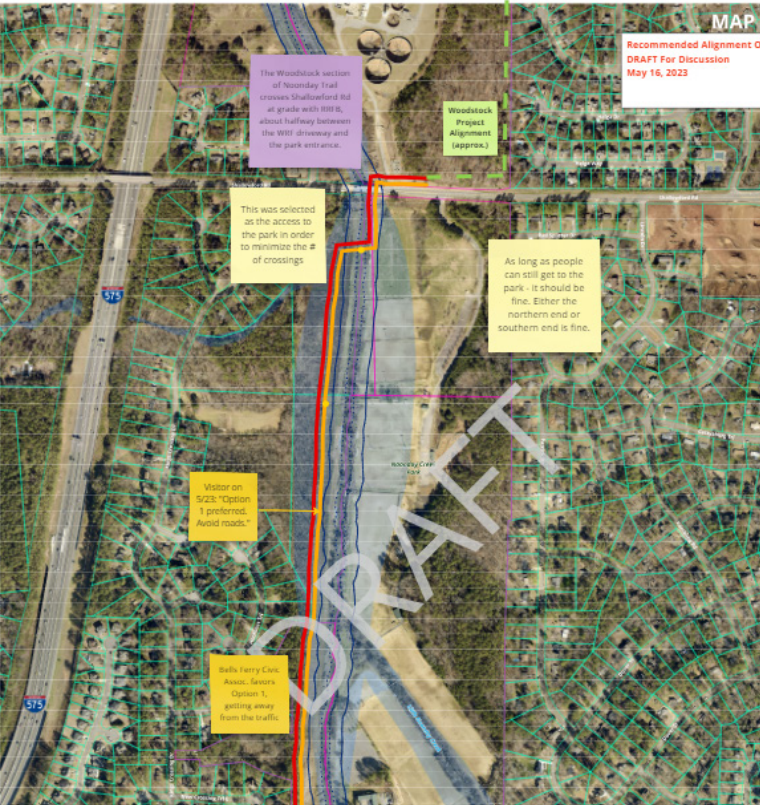 MAP
Recommended Alignment O
DRAFT For Discussion
May 16, 2023
The Woodstock section
of Noonday Trail
crosses Shallowford Rd
at grade with RRFB,
about halfway between
the WRF driveway and
the park entrance.
Woodstock
Project
Alignment
(approx.)
This was selected
as the access to
the park in order
to minimize the #
of crossings
As long as people
can still get to the
park - it should be
fine. Either the
northern end or
southern end is fine.
575
Noonday Creek
Park
Visitor on
5/23: "Option
1 preferred.
Avoid roads."
DRAFT
Bells Ferry Civic
Assoc. favors
Option 1,
getting away
from the traffic
575